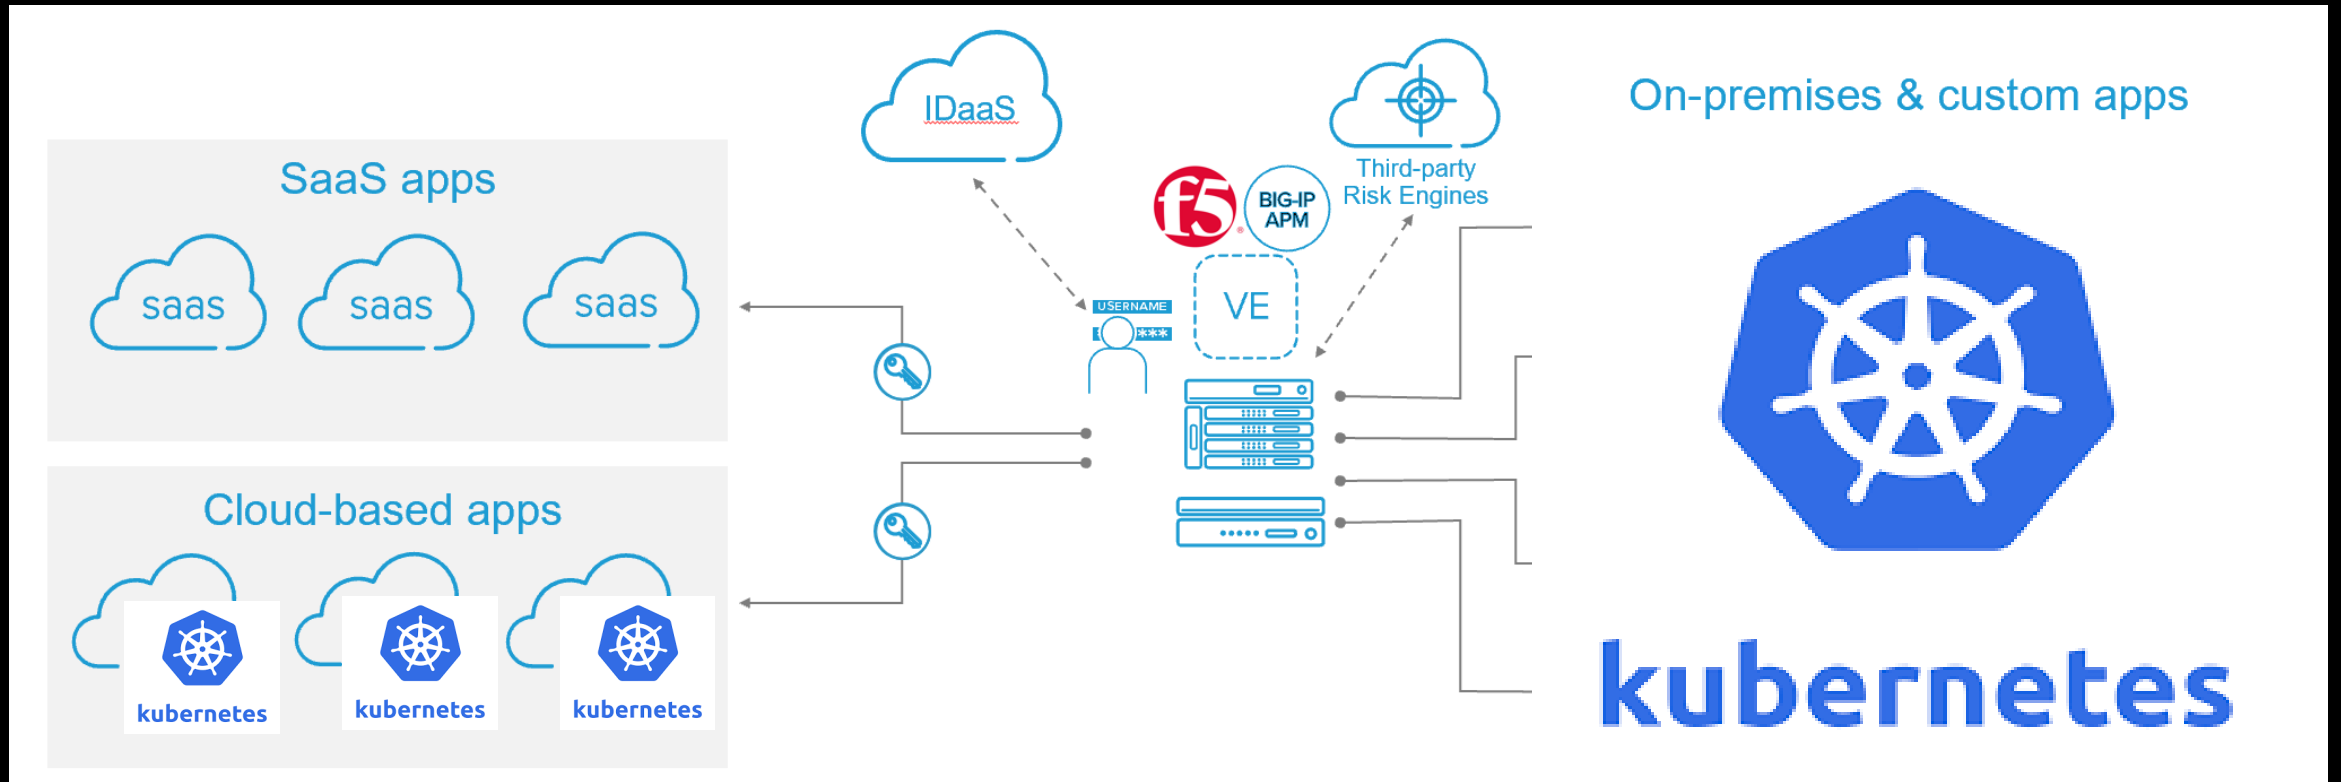 IDaaS
On-premises & custom apps
SaaS apps
Third-party
Risk Engines
f5
BIG-IP
APM
saas
saas
saas
USERNAME
***
VE
Cloud-based apps
kubernetes
kubernetes
kubernetes
kubernetes